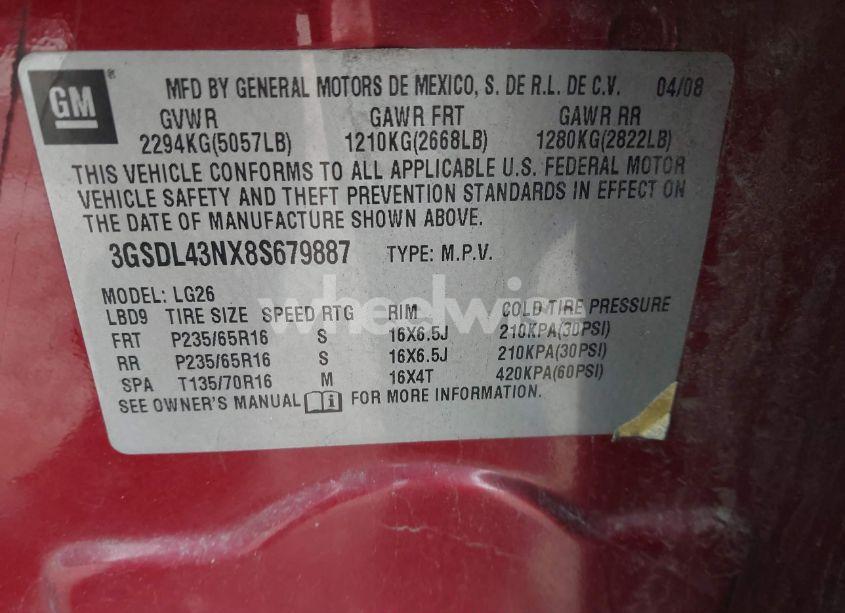 GM ® MFD BY GENERAL MOTORS DE MEXICO, S. DE R.L. DE C.V. 04/08
GVWR GAWR FRT GAWR RR
2294KG(5057LB) 1210KG(2668LB) 1280KG(2822LB)
THIS VEHICLE CONFORMS TO ALL APPLICABLE U.S. FEDERAL MOTOR
VEHICLE SAFETY AND THEFT PREVENTION STANDARDS IN EFFECT ON
THE DATE OF MANUFACTURE SHOWN ABOVE.
3GSDL43NX8S679887 TYPE: M.P.V.
MODEL: LG26
LBD9 TIRE SIZE SPEED RTG RIM COLD TIRE PRESSURE
FRT P235/65R16 S 16X6.5J 210KPA(30PSI)
RR P235/65R16 S 16X6.5J 210KPA(30PSI)
SPA T135/70R16 M 16X4T 420KPA(60PSI)
SEE OWNER'S MANUAL i FOR MORE INFORMATION.